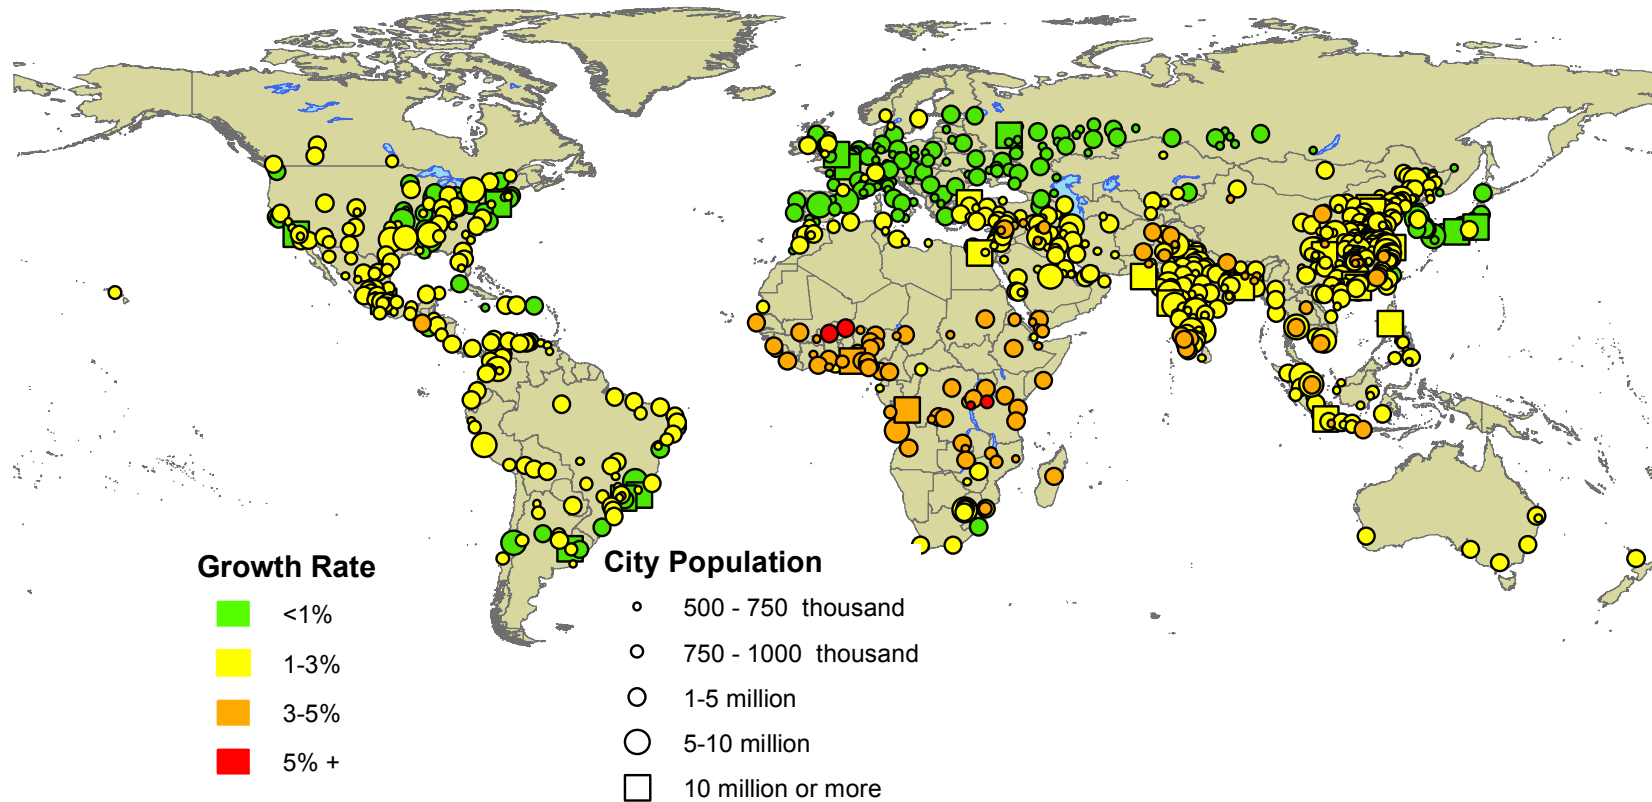 Growth Rate
<1%
1-3%
3-5%
5% +
City Population
500 - 750 thousand
750 - 1000 thousand
1-5 million
5-10 million
10 million or more